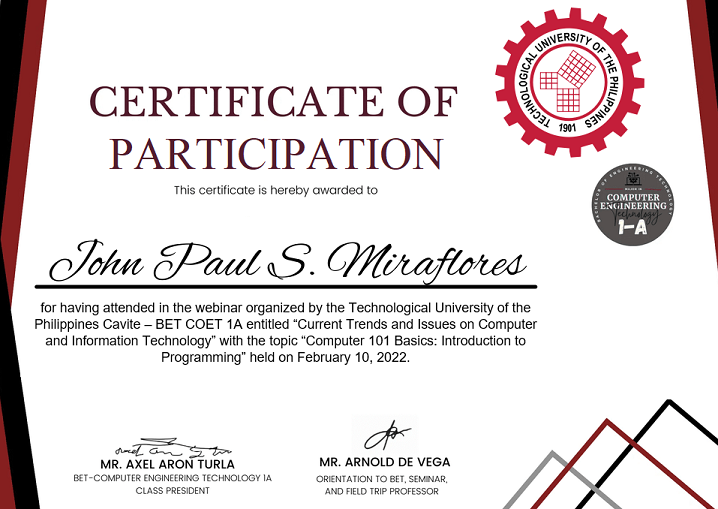 CERTIFICATE OF
PARTICIPATION
This certificate is hereby awarded to
TECHNOLOGICAL UNIVERSITY OF THE PHILIPPINES
1901
BACHELOR OF ENGINEERING TECHNOLOGY
MAJOR IN
COMPUTER
ENGINEERING
Technology
1-A
John Paul S. Miraflores
for having attended in the webinar organized by the Technological University of the
Philippines Cavite – BET COET 1A entitled “Current Trends and Issues on Computer
and Information Technology” with the topic “Computer 101 Basics: Introduction to
Programming” held on February 10, 2022.
MR. AXEL ARON TURLA
BET-COMPUTER ENGINEERING TECHNOLOGY 1A
CLASS PRESIDENT
MR. ARNOLD DE VEGA
ORIENTATION TO BET, SEMINAR,
AND FIELD TRIP PROFESSOR